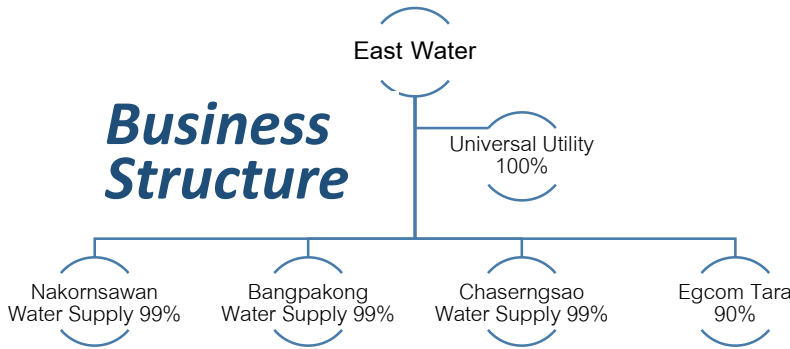 East Water
Business
Structure
Universal Utility
100%
Nakornsawan
Water Supply 99%
Bangpakong
Water Supply 99%
Chaserngsao
Water Supply 99%
Egcom Tara
90%